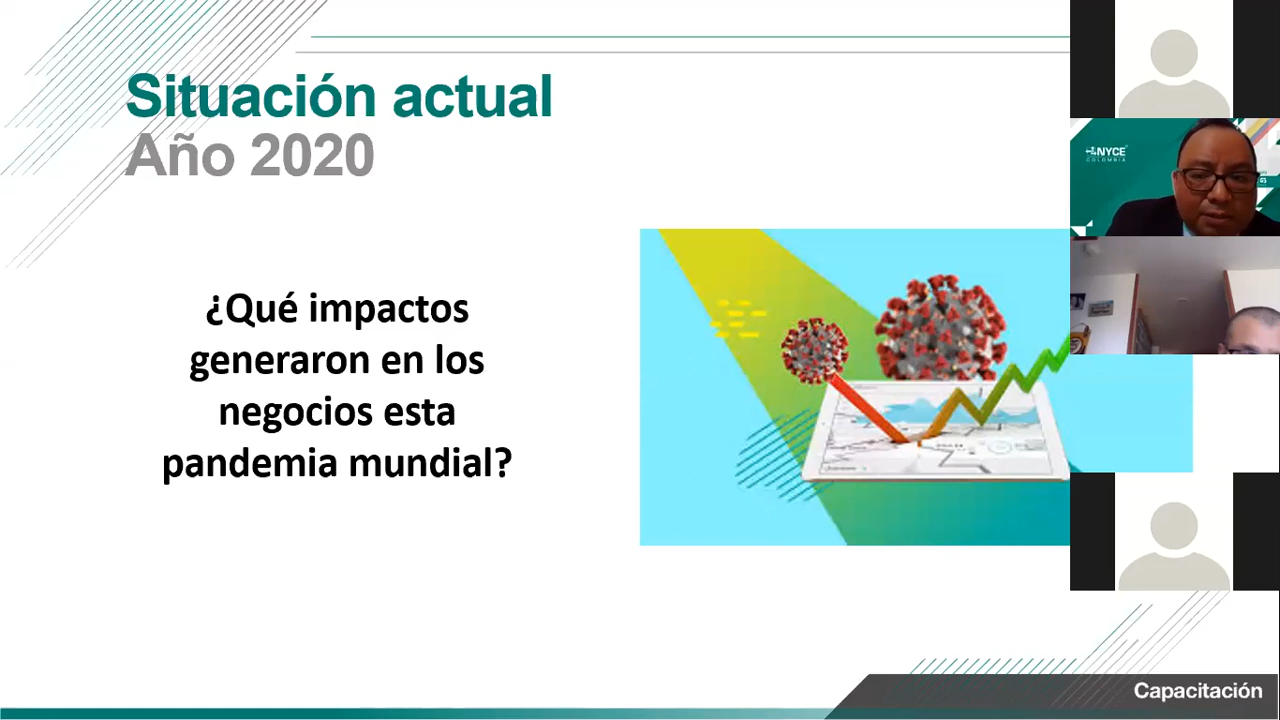 Situación actual
Año 2020
¿Qué impactos
generaron en los
negocios esta
pandemia mundial?
NYCE
COLOMBIA
Capacitación